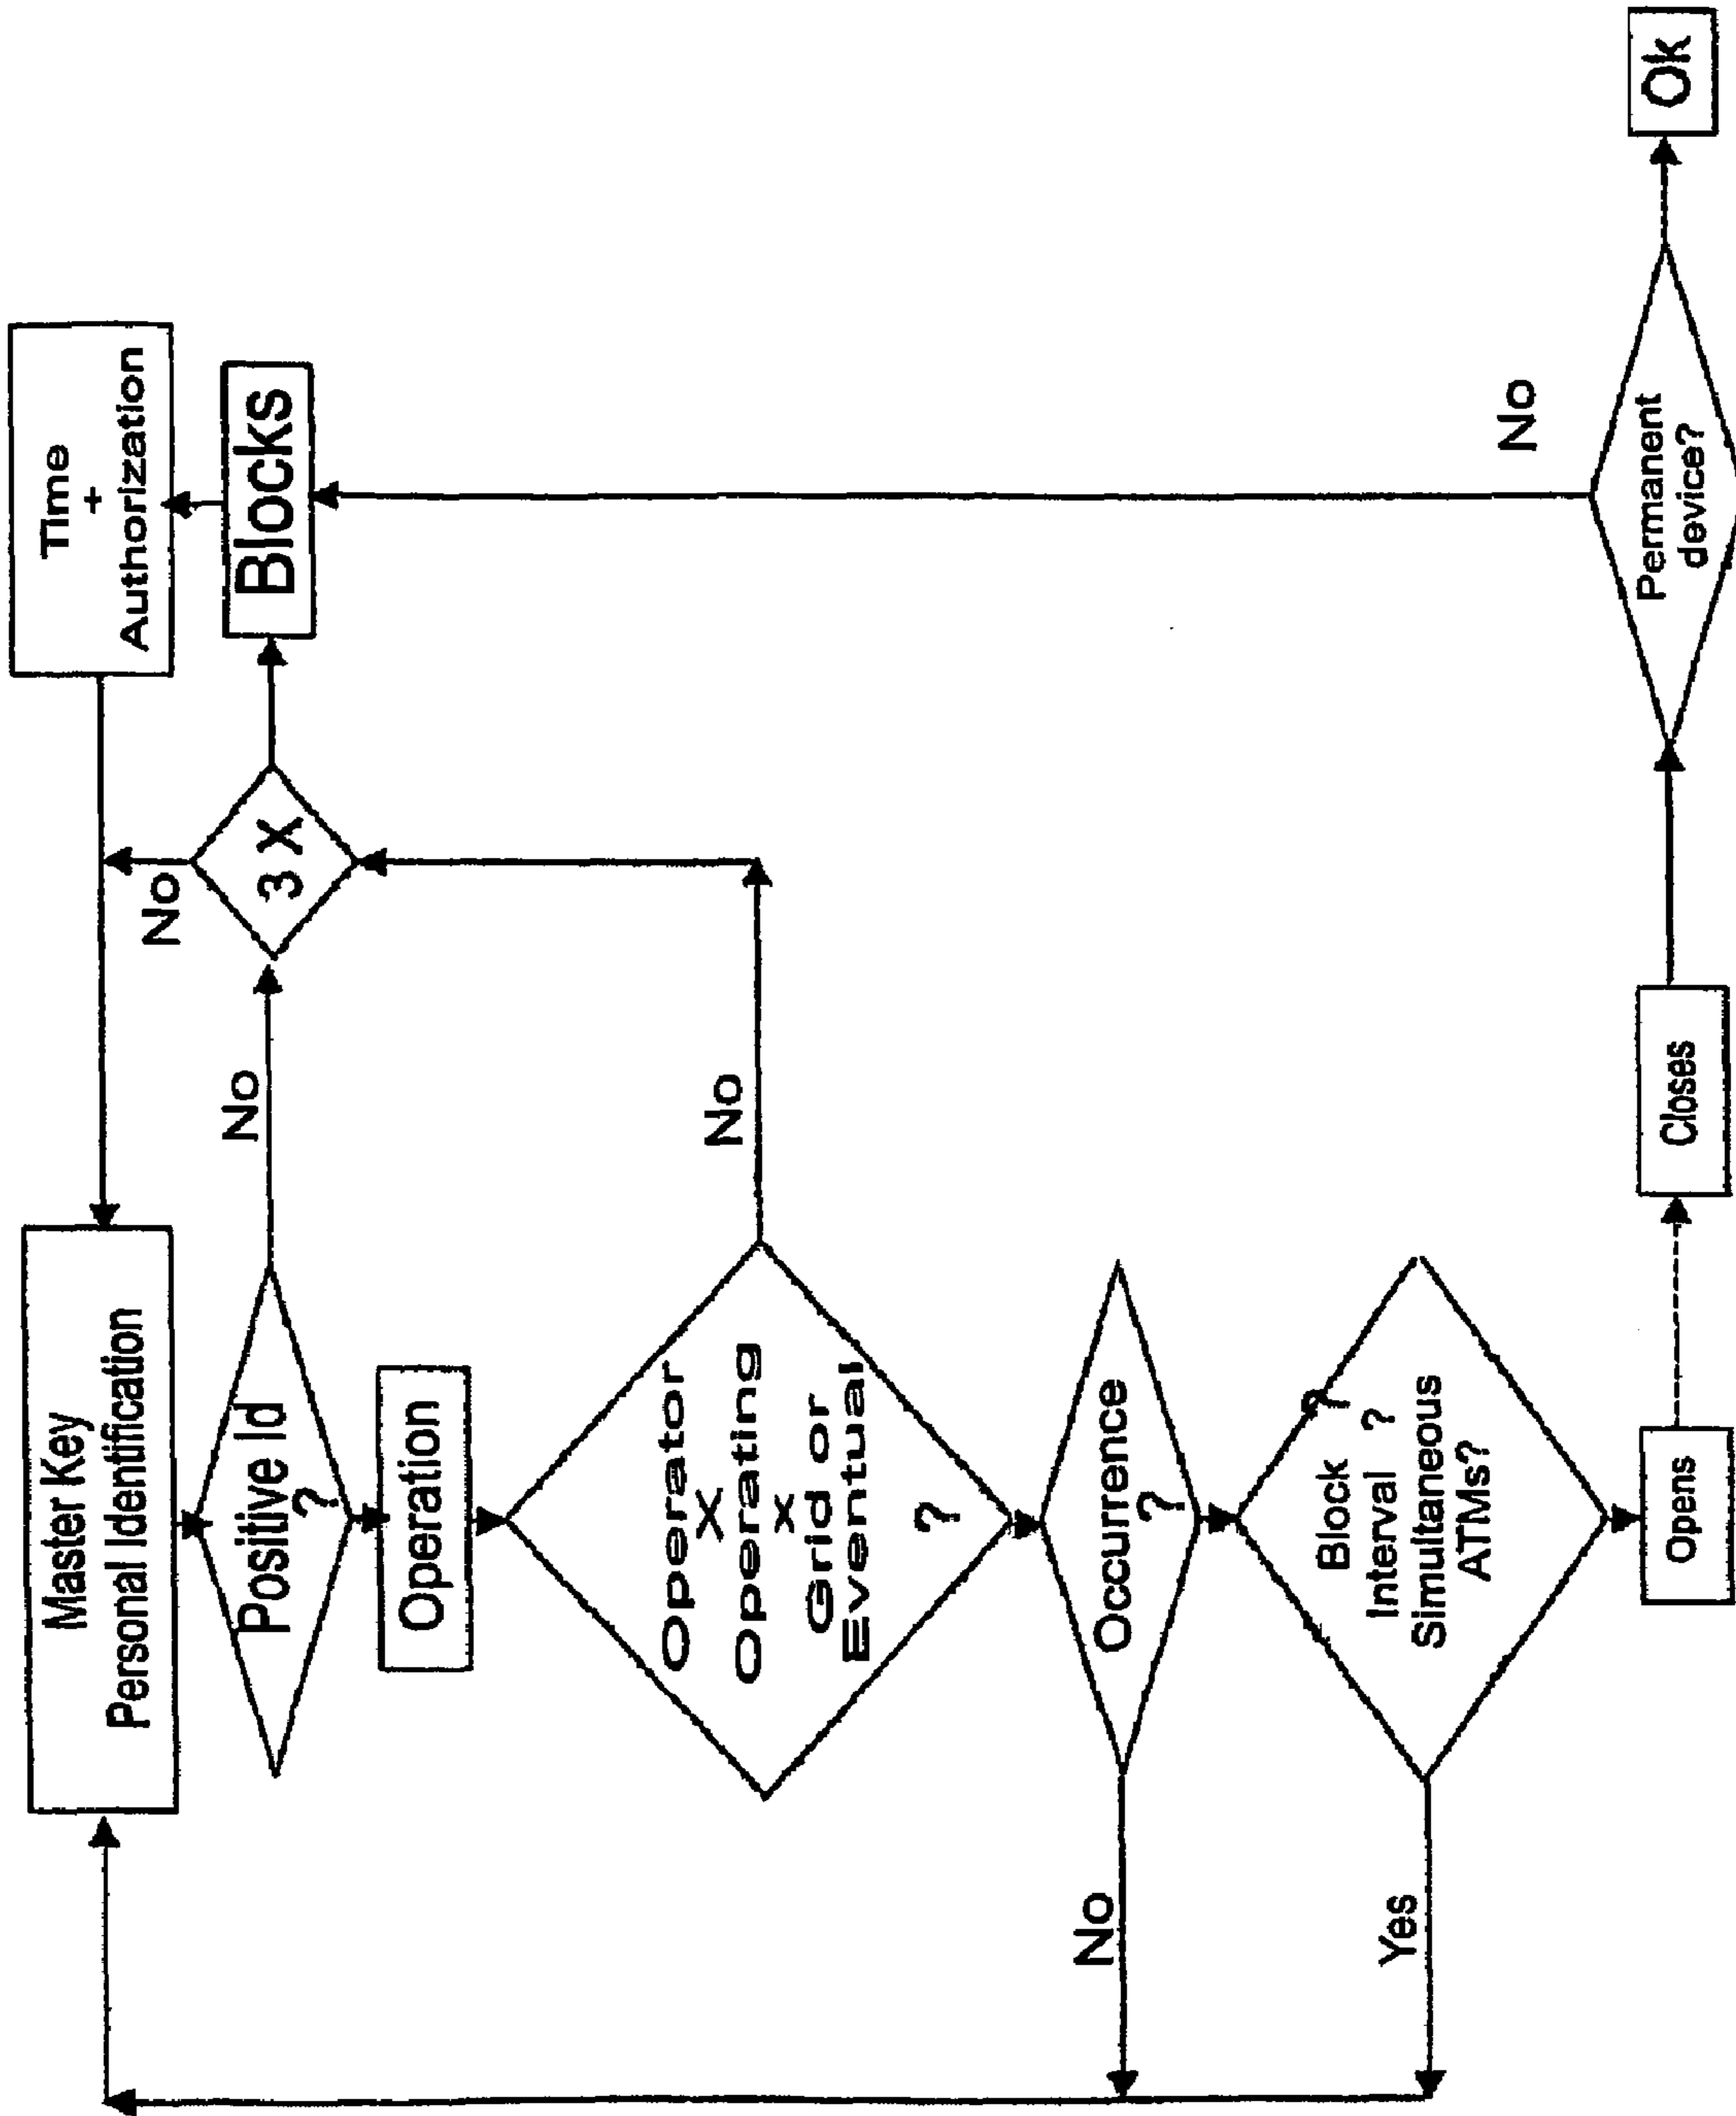 Master Key
Personal Identification
Time
+
Authorization
Positive Id
?
No
3 X
No
Blocks
Operation
Operator
X
Operating
x
Grid or
Eventual
?
No
Occurrence
?
No
Block ?
Interval ?
Simultaneous
ATMs?
Yes
Opens
Closes
Permanent
device?
No
Ok